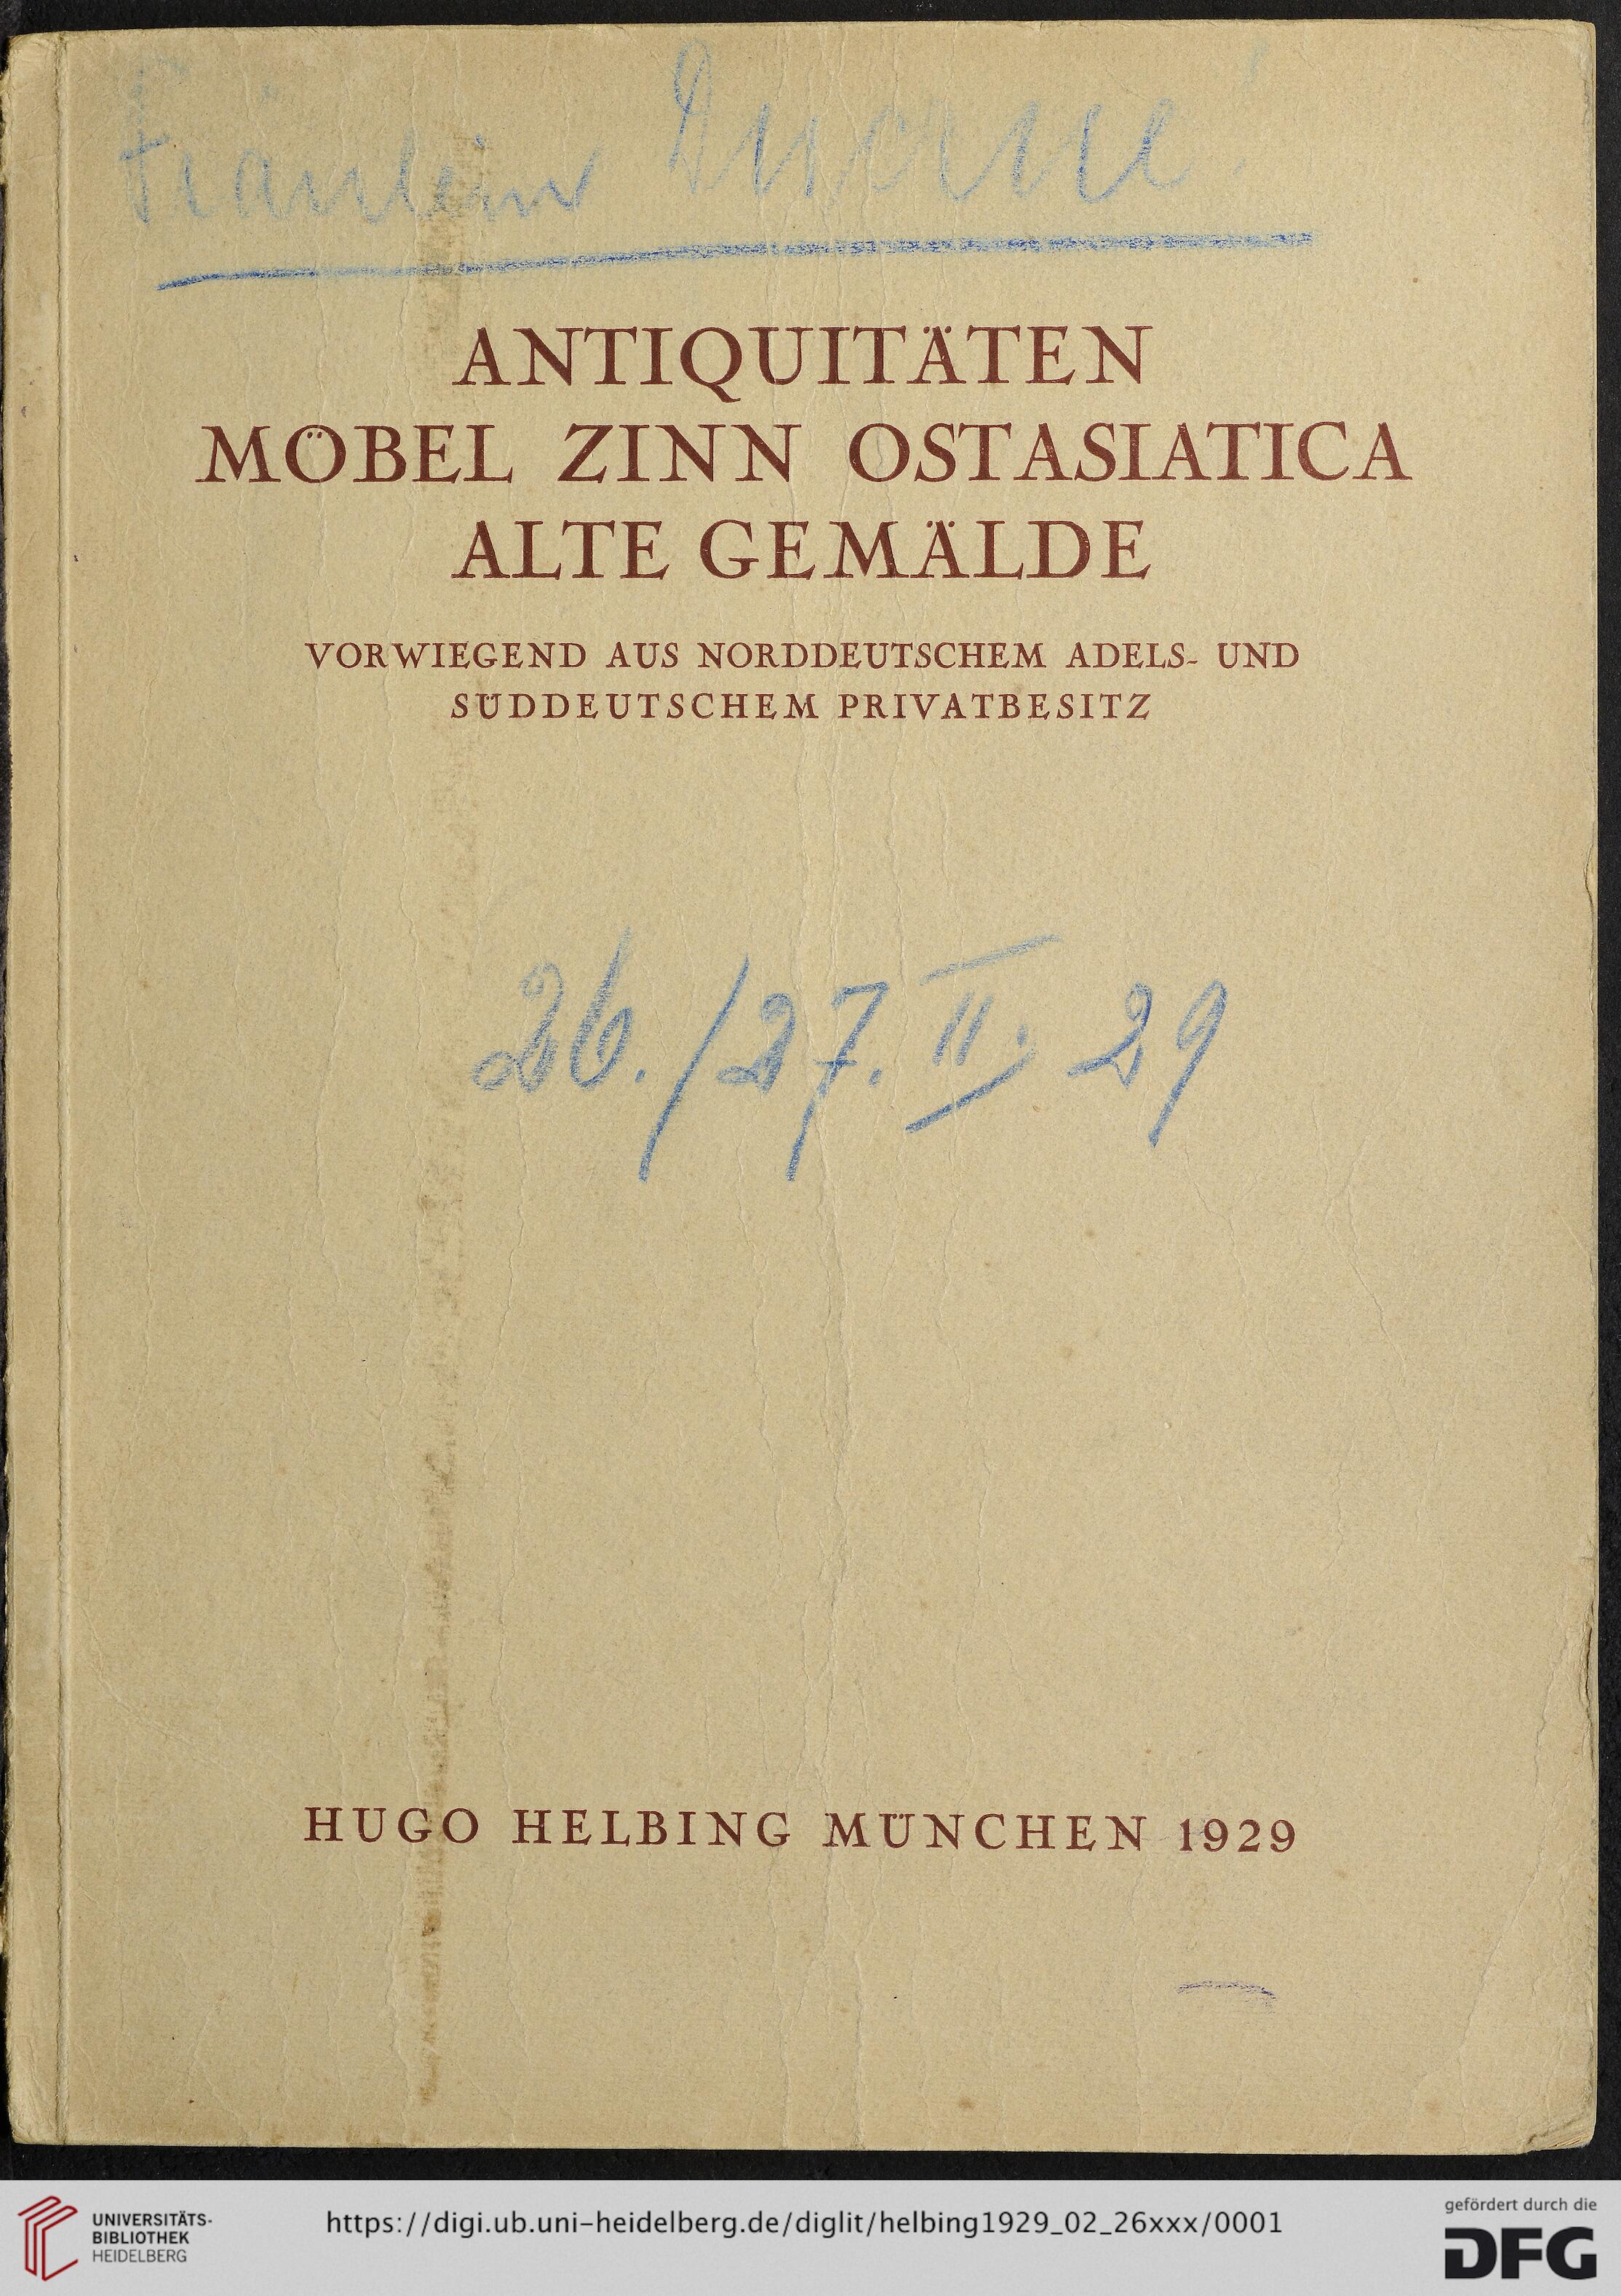 Fräulein
ANTIQUITÄTEN
MÖBEL ZINN OSTASIATICA
ALTE GEMÄLDE
VORWIEGEND AUS NORDDEUTSCHEM ADELS- UND
SÜDDEUTSCHEM PRIVATBESITZ
26./27. II. 29
HUGO HELBING MÜNCHEN 1929
UNIVERSITÄTS-
BIBLIOTHEK
HEIDELBERG
https://digi.ub.uni-heidelberg.de/diglit/helbing1929_02_26xxx/0001
gefördert durch die
DFG